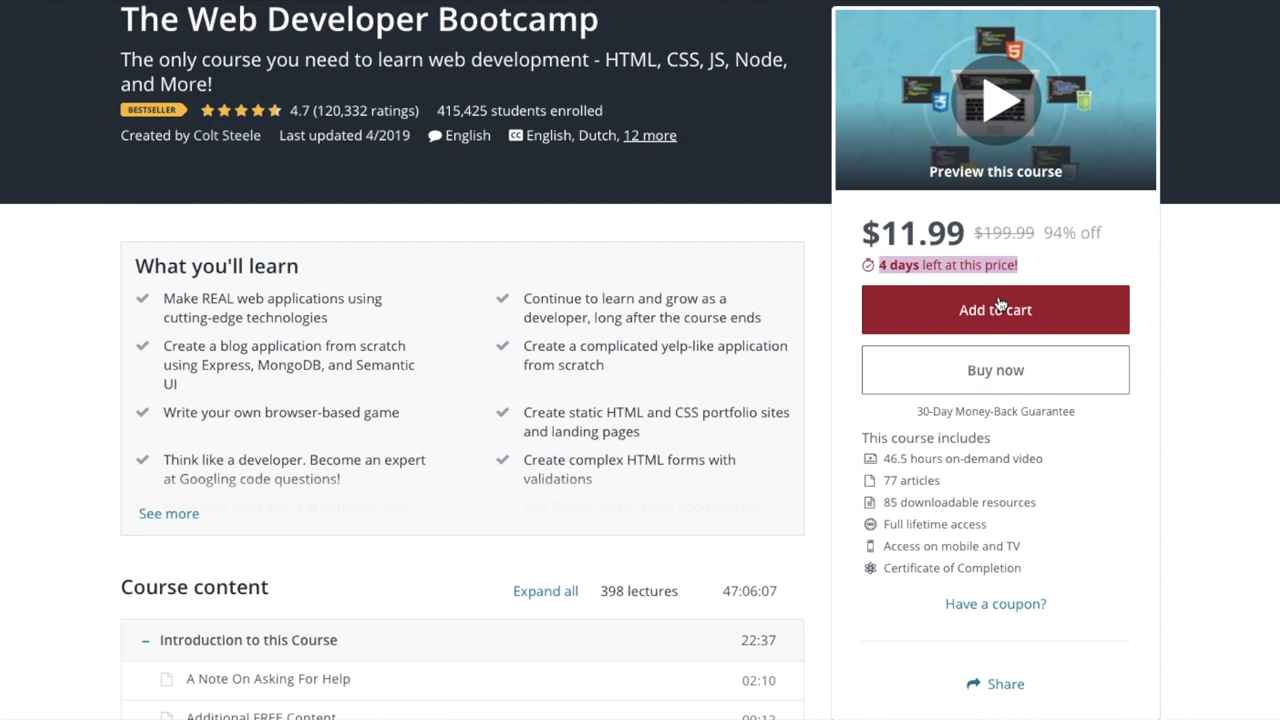 The Web Developer Bootcamp
The only course you need to learn web development - HTML, CSS, JS, Node,
and More!
BESTSELLER 4.7 (120,332 ratings) 415,425 students enrolled
Created by Colt Steele Last updated 4/2019 English CC English, Dutch, 12 more
Preview this course
$11.99 $199.99 94% off
4 days left at this price!
Add to cart
Buy now
30-Day Money-Back Guarantee
This course includes
46.5 hours on-demand video
77 articles
85 downloadable resources
Full lifetime access
Access on mobile and TV
Certificate of Completion
Have a coupon?
Share
What you'll learn
Make REAL web applications using
cutting-edge technologies
Create a blog application from scratch
using Express, MongoDB, and Semantic
UI
Write your own browser-based game
Think like a developer. Become an expert
at Googling code questions!
Continue to learn and grow as a
developer, long after the course ends
Create a complicated yelp-like application
from scratch
Create static HTML and CSS portfolio sites
and landing pages
Create complex HTML forms with
validations
See more
Course content Expand all 398 lectures 47:06:07
Introduction to this Course 22:37
A Note On Asking For Help 02:10
Additional FREE Content 00:12